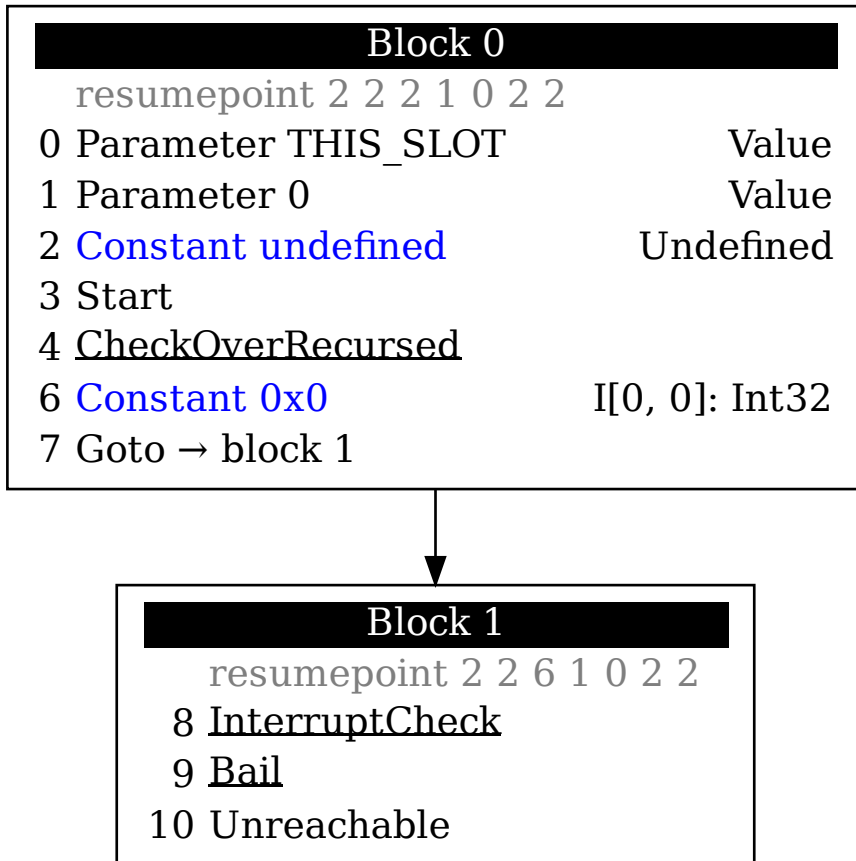 Block 0
resumepoint 2 2 2 1 0 2 2
0 Parameter THIS_SLOT Value
1 Parameter 0 Value
2 Constant undefined Undefined
3 Start
4 CheckOverRecursed
6 Constant 0x0 I[0, 0]: Int32
7 Goto → block 1
Block 1
resumepoint 2 2 6 1 0 2 2
8 InterruptCheck
9 Bail
10 Unreachable